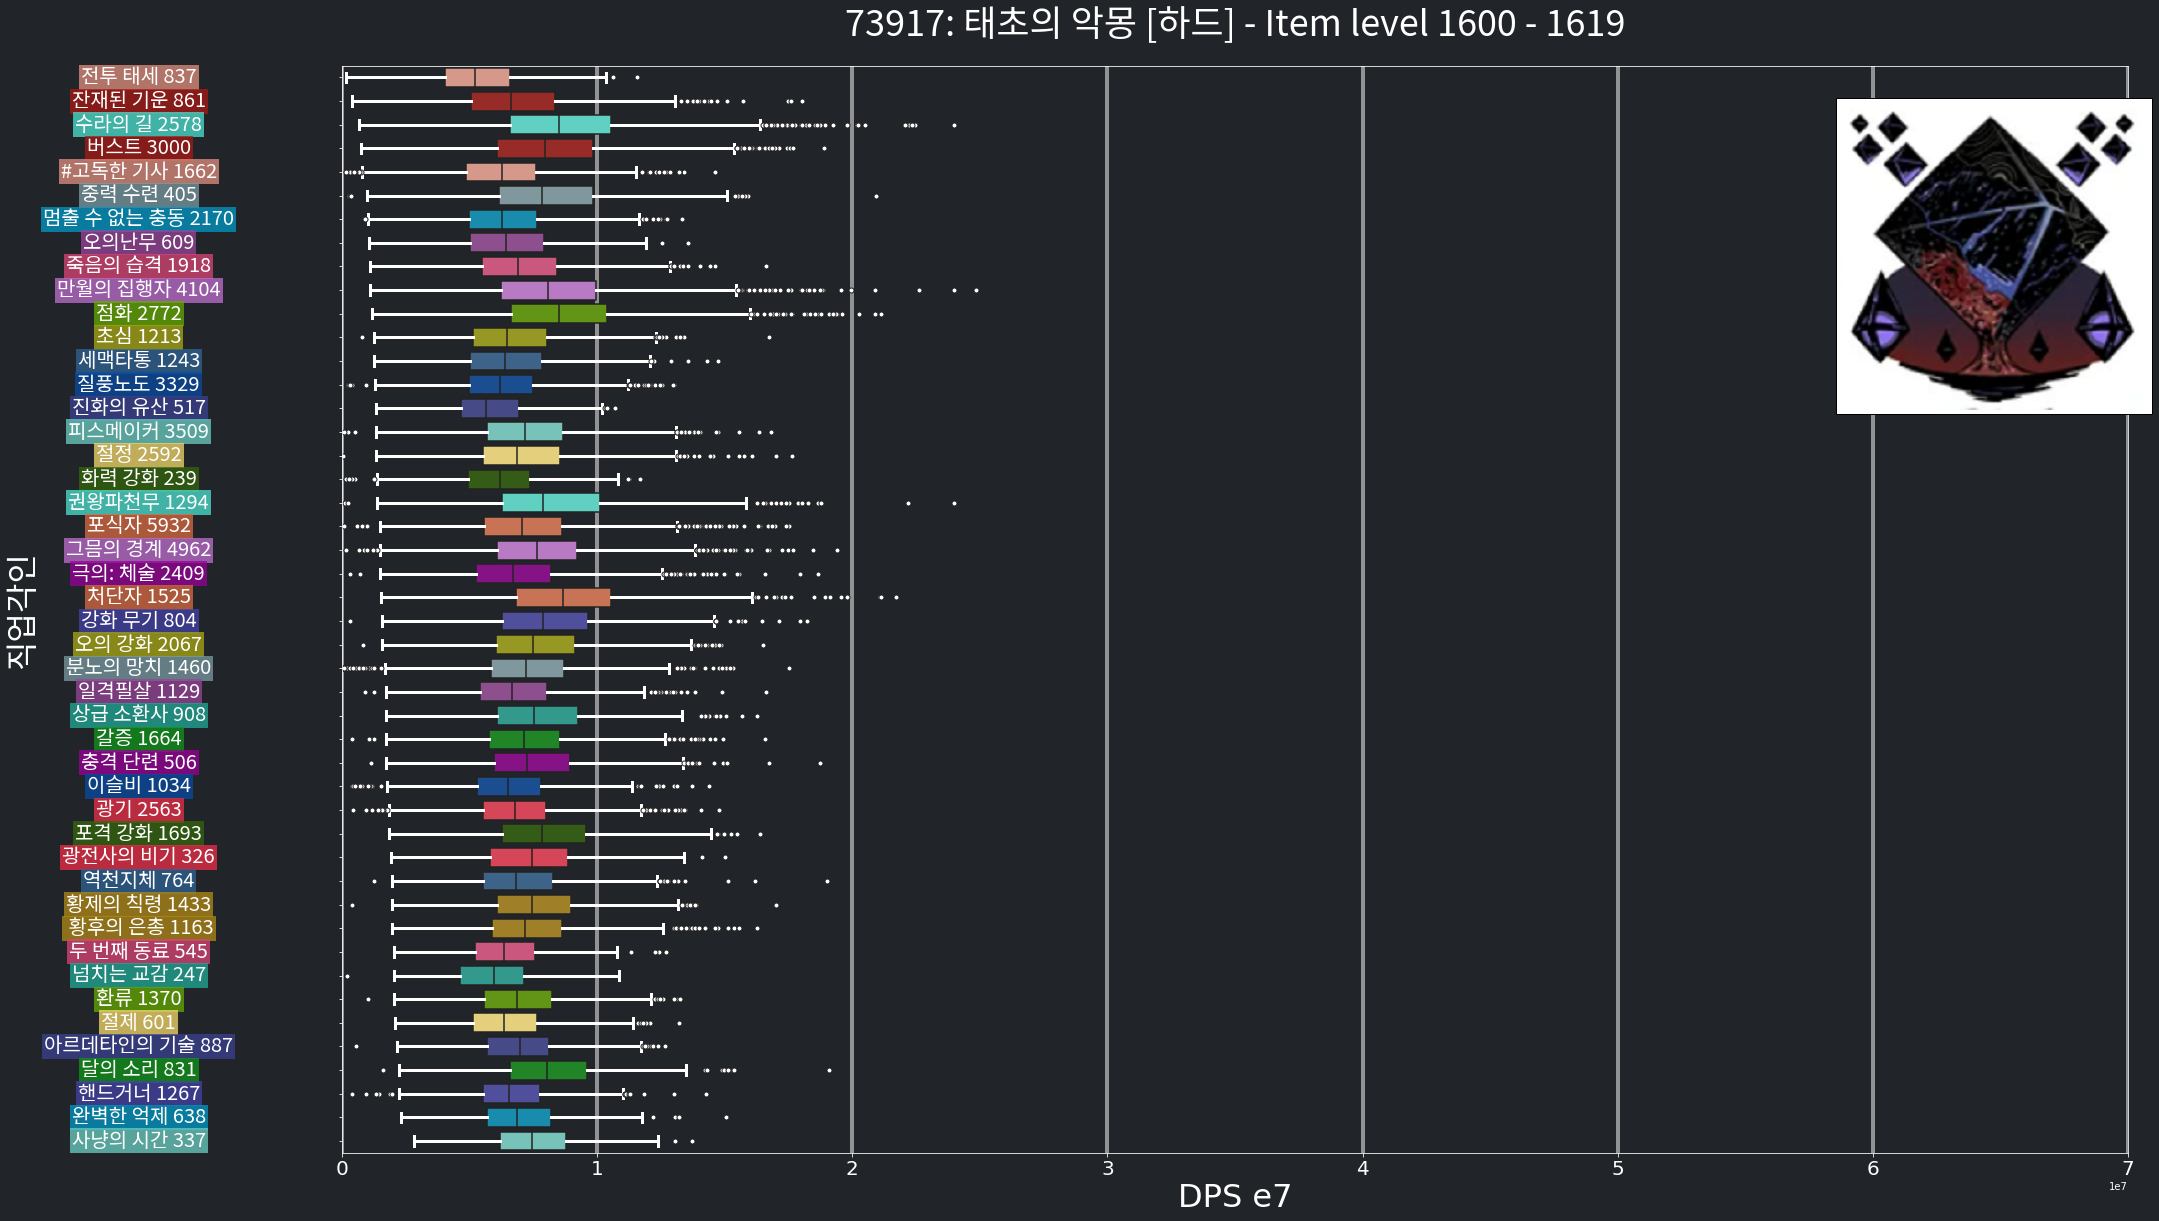 73917: 태초의 악몽 [하드] - Item level 1600 - 1619
전투 태세 837
잔재된 기운 861
수라의 길 2578
버스트 3000
#고독한 기사 1662
중력 수련 405
멈출 수 없는 충동 2170
오의난무 609
죽음의 습격 1918
만월의 집행자 4104
점화 2772
초심 1213
세맥타통 1243
질풍노도 3329
진화의 유산 517
피스메이커 3509
절정 2592
화력 강화 239
권왕파천무 1294
포식자 5932
그믐의 경계 4962
극의: 체술 2409
처단자 1525
강화 무기 804
오의 강화 2067
분노의 망치 1460
일격필살 1129
상급 소환사 908
갈증 1664
충격 단련 506
이슬비 1034
광기 2563
포격 강화 1693
광전사의 비기 326
역천지체 764
황제의 칙령 1433
황후의 은총 1163
두 번째 동료 545
넘치는 교감 247
환류 1370
절제 601
아르데타인의 기술 887
달의 소리 831
핸드거너 1267
완벽한 억제 638
사냥의 시간 337
직업각인
0 1 2 3 4 5 6 7
1e7
DPS e7